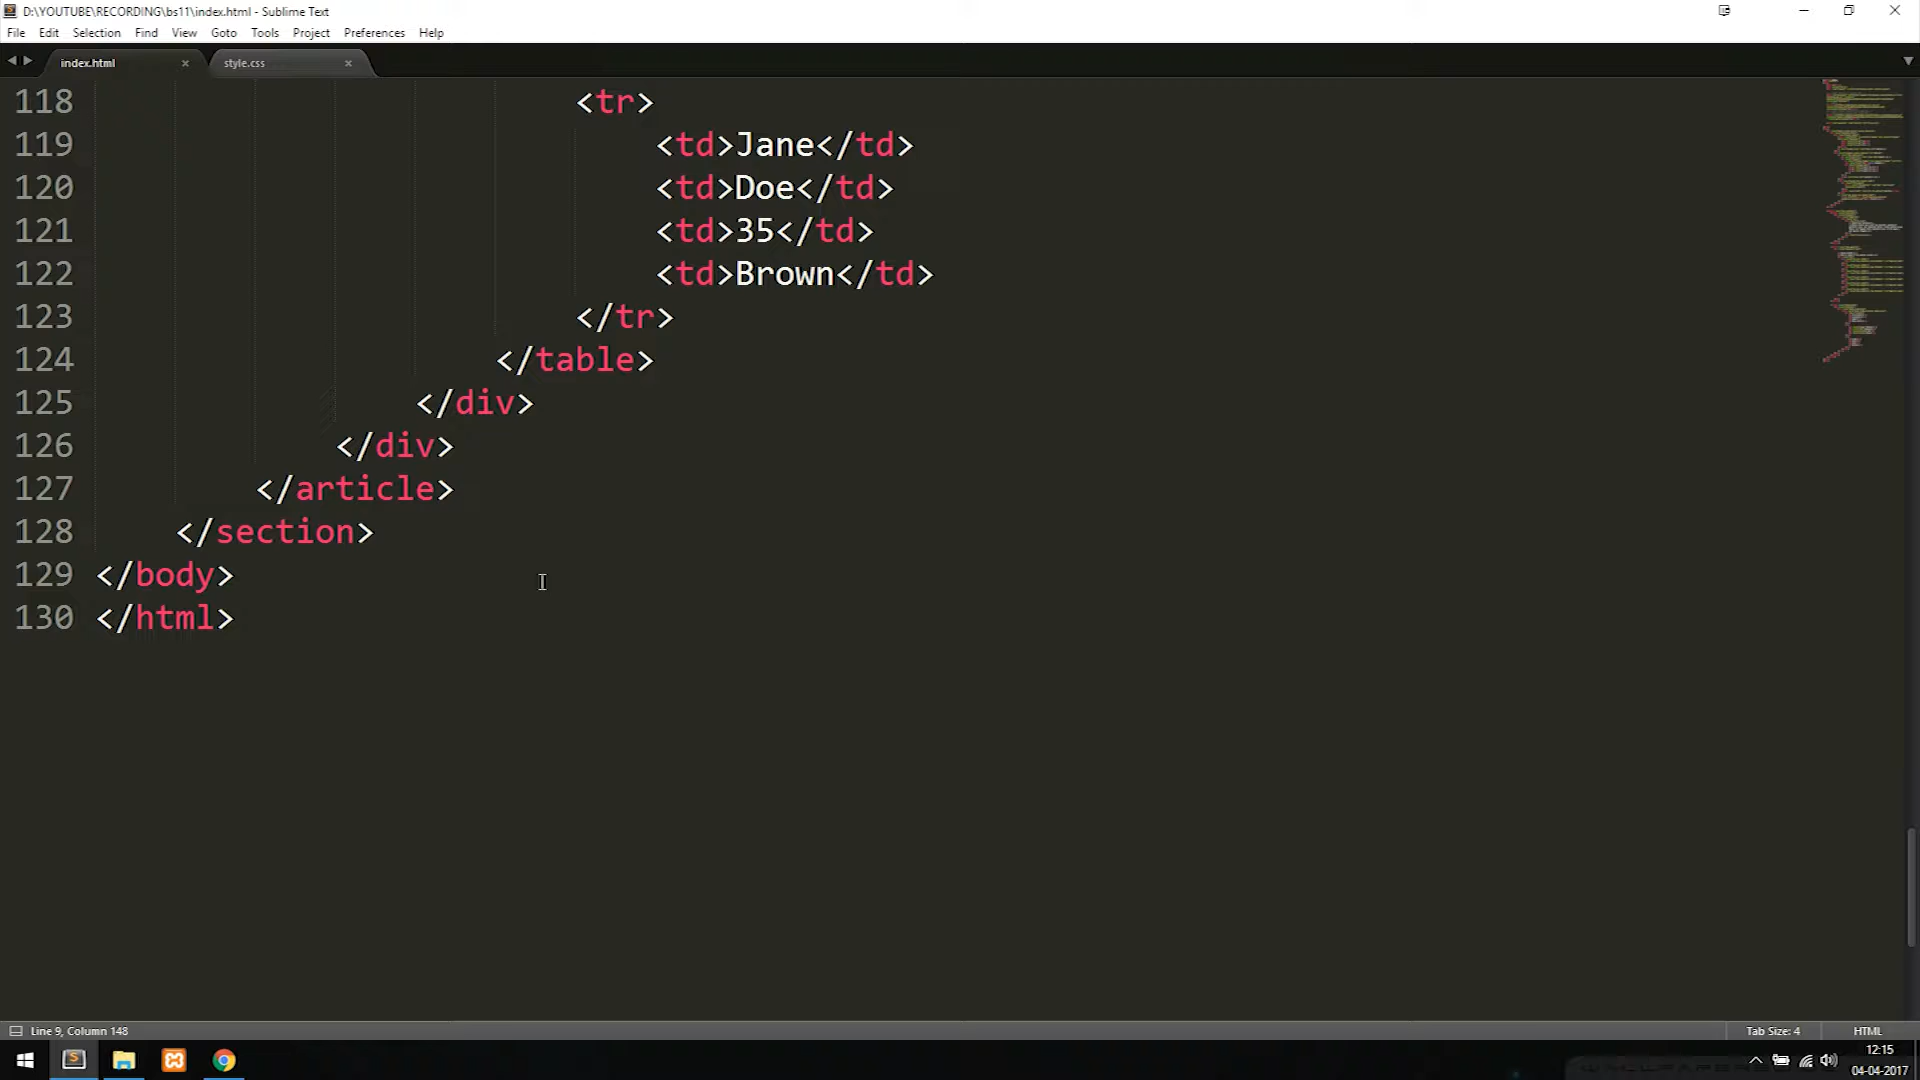 D:\YOUTUBE\RECORDING\bs11\index.html - Sublime Text
File Edit Selection Find View Goto Tools Project Preferences Help
index.html × style.css ×
118 <tr>
119 <td>Jane</td>
120 <td>Doe</td>
121 <td>35</td>
122 <td>Brown</td>
123 </tr>
124 </table>
125 </div>
126 </div>
127 </article>
128 </section>
129 </body>
130 </html>
Line 9, Column 148 Tab Size: 4 HTML
12:15
04-04-2017